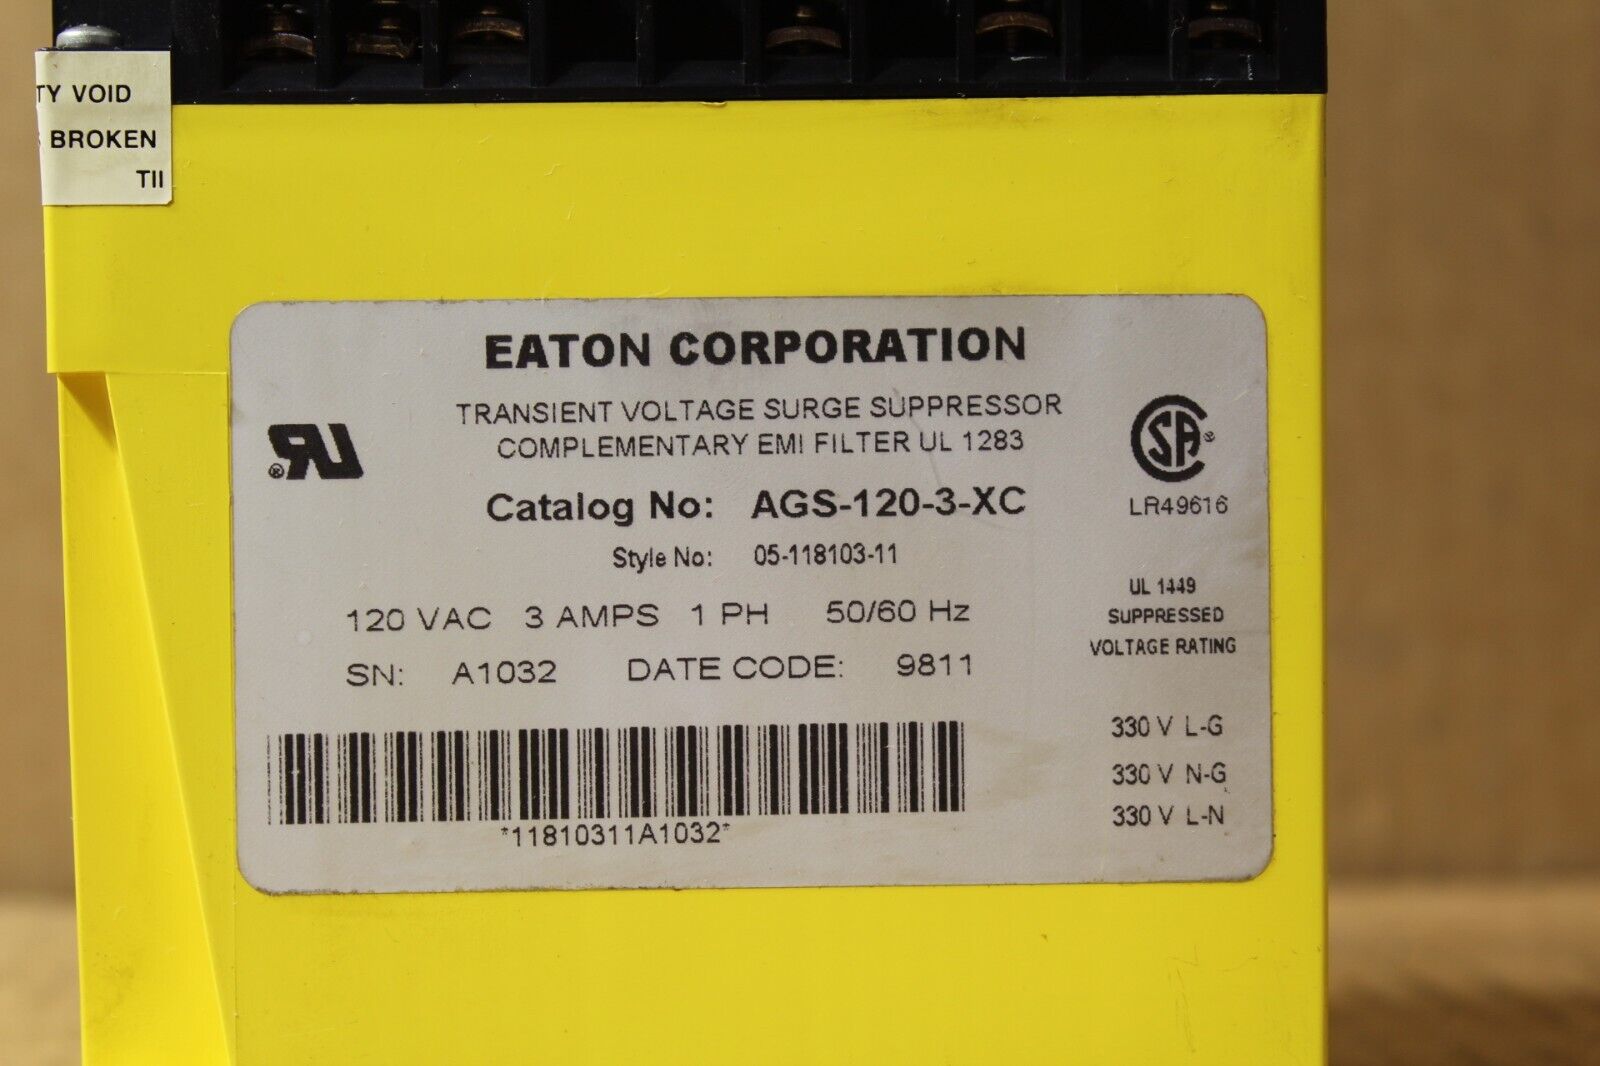 TY VOID
BROKEN
TII
EATON CORPORATION
TRANSIENT VOLTAGE SURGE SUPPRESSOR
COMPLEMENTARY EMI FILTER UL 1283
Catalog No: AGS-120-3-XC
Style No: 05-118103-11
120 VAC 3 AMPS 1 PH 50/60 Hz
SN: A1032 DATE CODE: 9811
*11810311A1032*
RU®
SA®
LR49616
UL 1449
SUPPRESSED
VOLTAGE RATING
330 V L-G
330 V N-G
330 V L-N